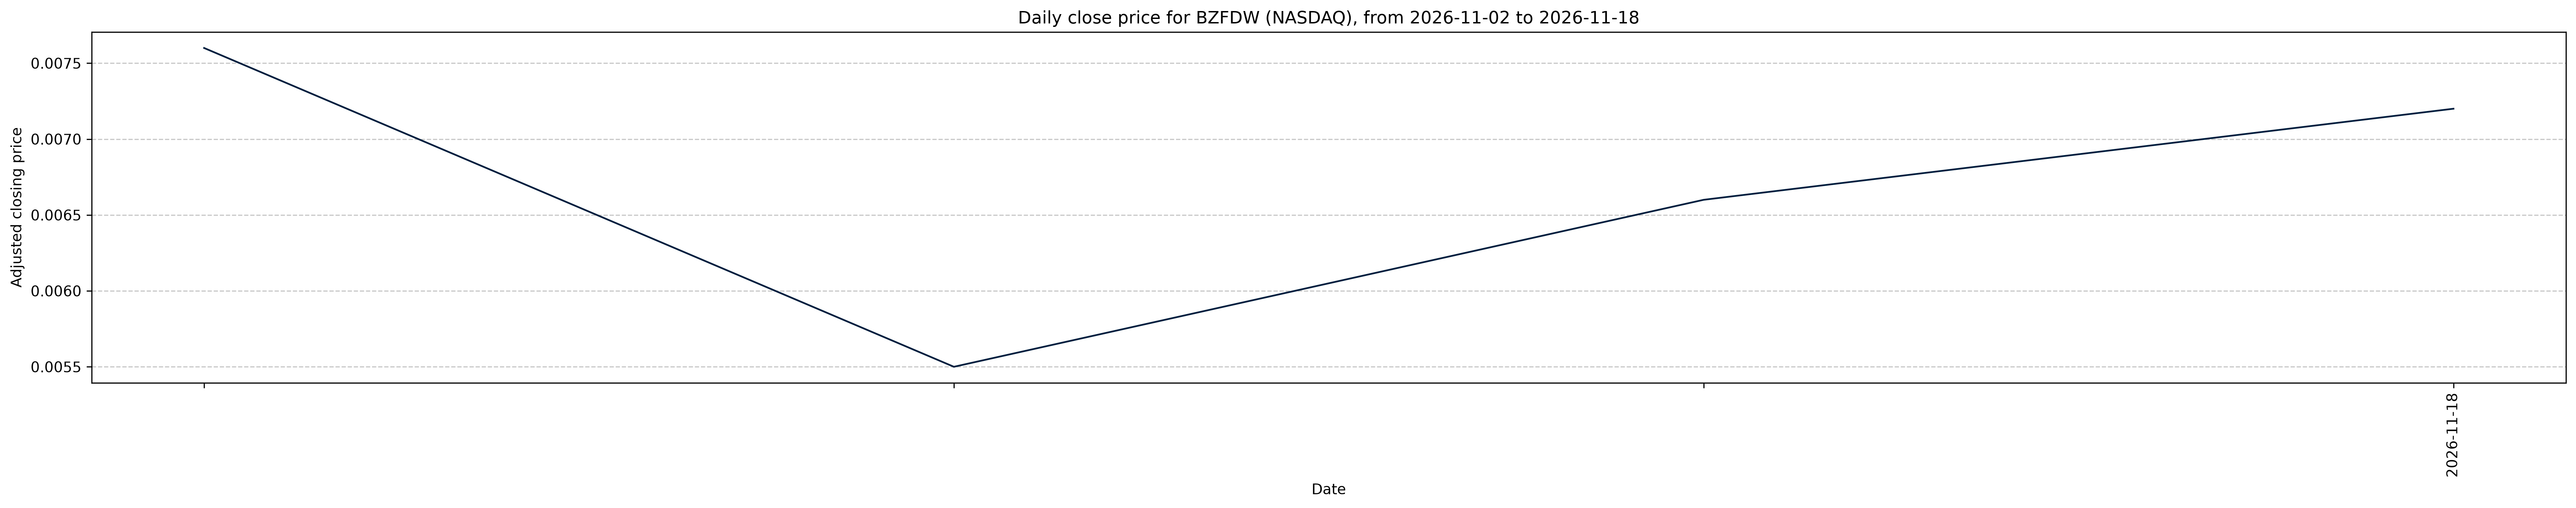 Daily close price for BZFDW (NASDAQ), from 2026-11-02 to 2026-11-18
Adjusted closing price
0.0075
0.0070
0.0065
0.0060
0.0055
2026-11-18
Date